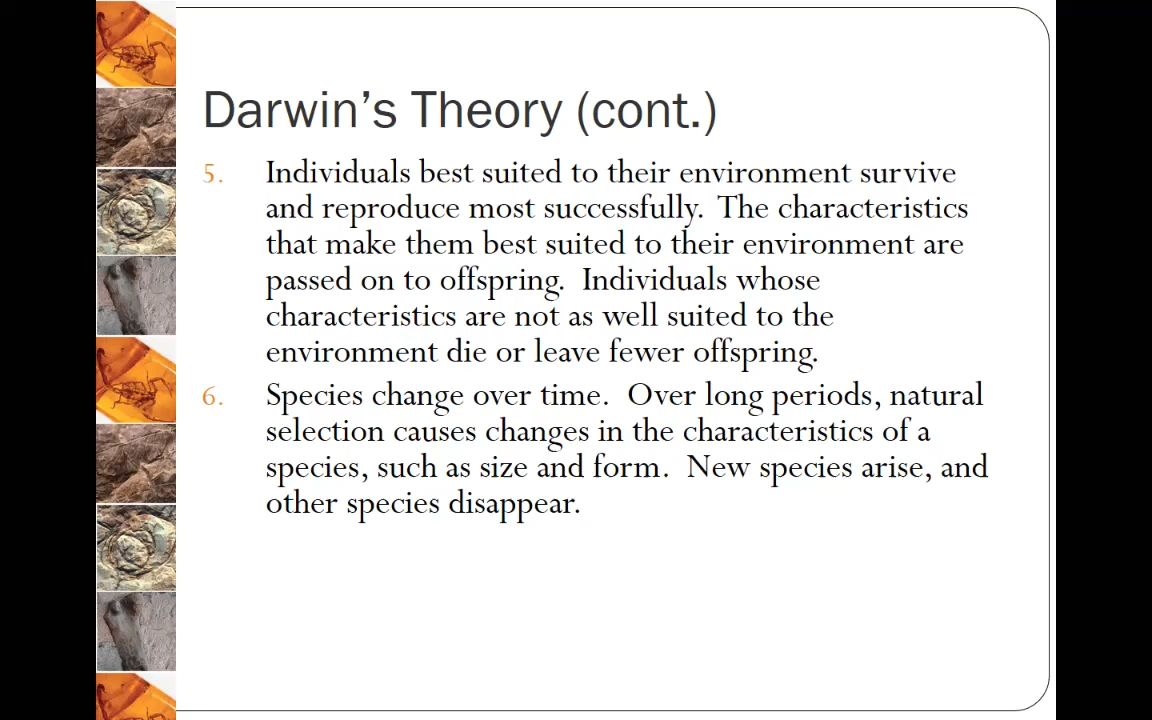 Darwin’s Theory (cont.)
5. Individuals best suited to their environment survive
and reproduce most successfully. The characteristics
that make them best suited to their environment are
passed on to offspring. Individuals whose
characteristics are not as well suited to the
environment die or leave fewer offspring.
6. Species change over time. Over long periods, natural
selection causes changes in the characteristics of a
species, such as size and form. New species arise, and
other species disappear.